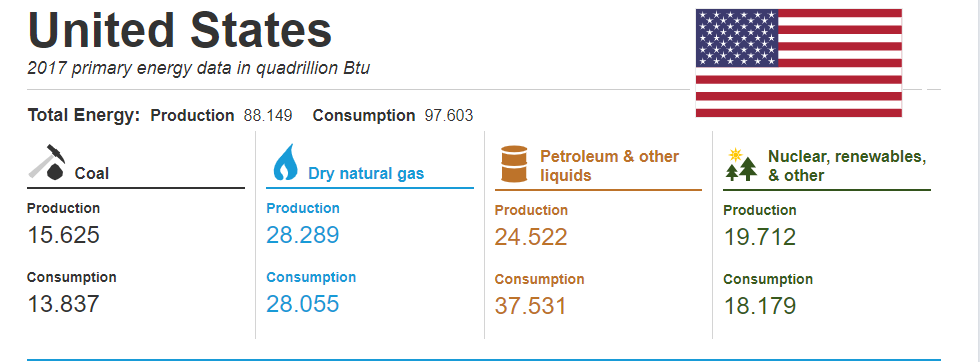 United States
2017 primary energy data in quadrillion Btu
Total Energy: Production 88.149 Consumption 97.603
Coal
Production
15.625
Consumption
13.837
Dry natural gas
Production
28.289
Consumption
28.055
Petroleum & other
liquids
Production
24.522
Consumption
37.531
Nuclear, renewables,
& other
Production
19.712
Consumption
18.179